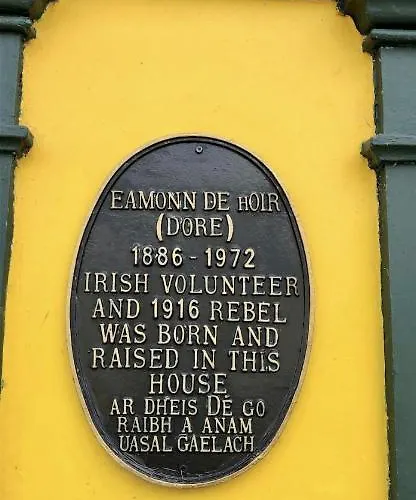 EAMONN DE hOIR
(D'ORE)
1886 - 1972
IRISH VOLUNTEER
AND 1916 REBEL
WAS BORN AND
RAISED IN THIS
HOUSE
AR DHEIS DÉ GO
RAIBH A ANAM
UASAL GAELACH